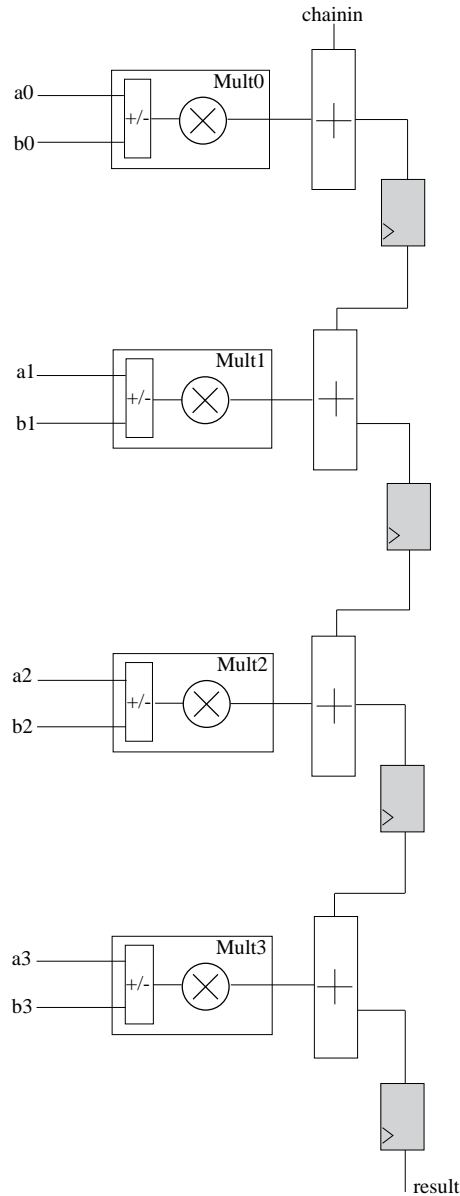 chainin
Mult0
a0
+/-
b0
Mult1
a1
+/-
b1
Mult2
a2
+/-
b2
Mult3
a3
+/-
b3
result